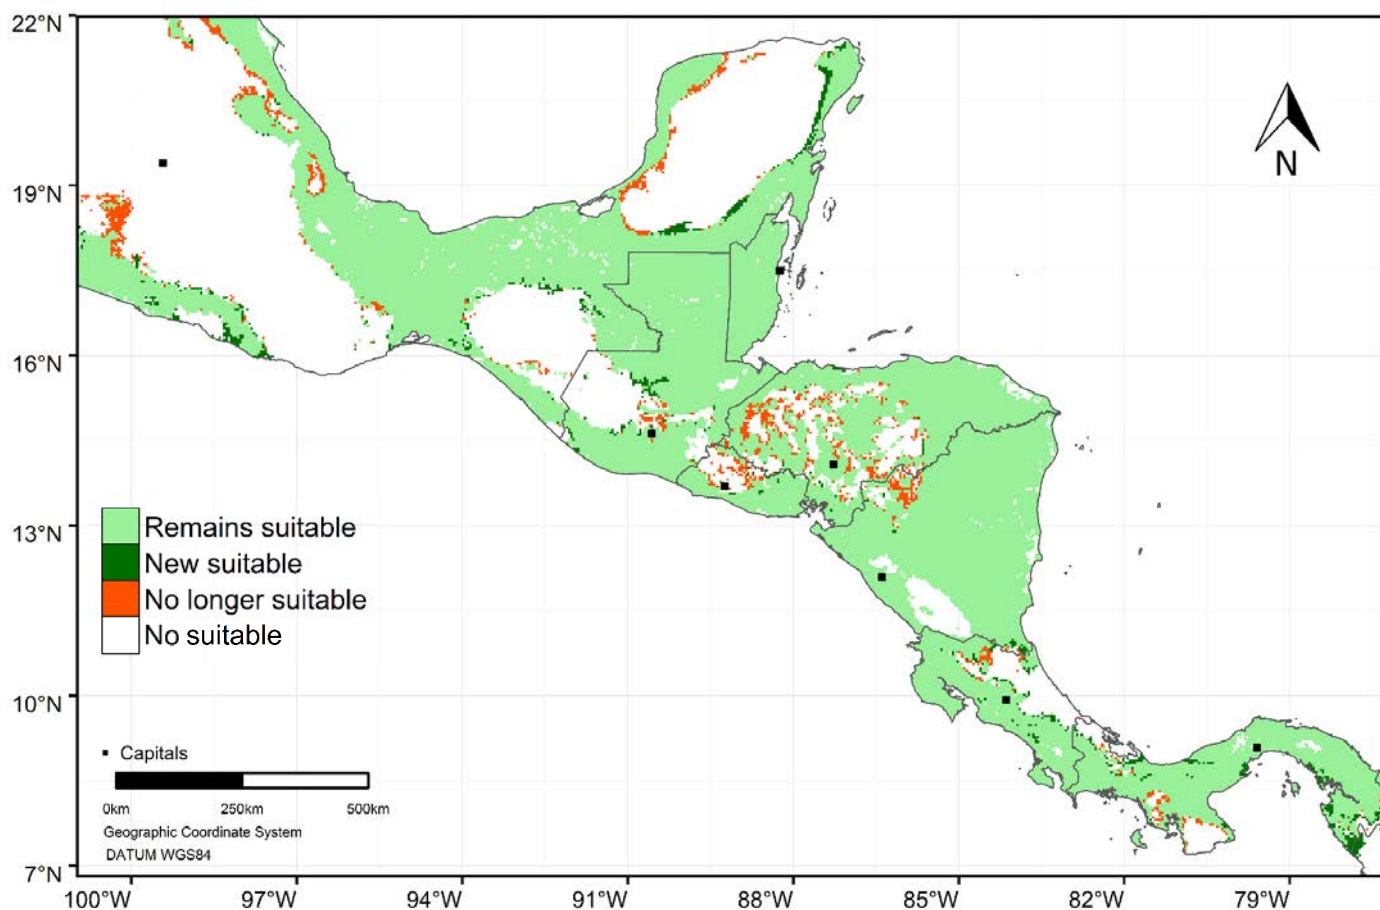 22°N
19°N
16°N
13°N
10°N
7°N
N
Remains suitable
New suitable
No longer suitable
No suitable
Capitals
0km 250km 500km
Geographic Coordinate System
DATUM WGS84
100°W 97°W 94°W 91°W 88°W 85°W 82°W 79°W